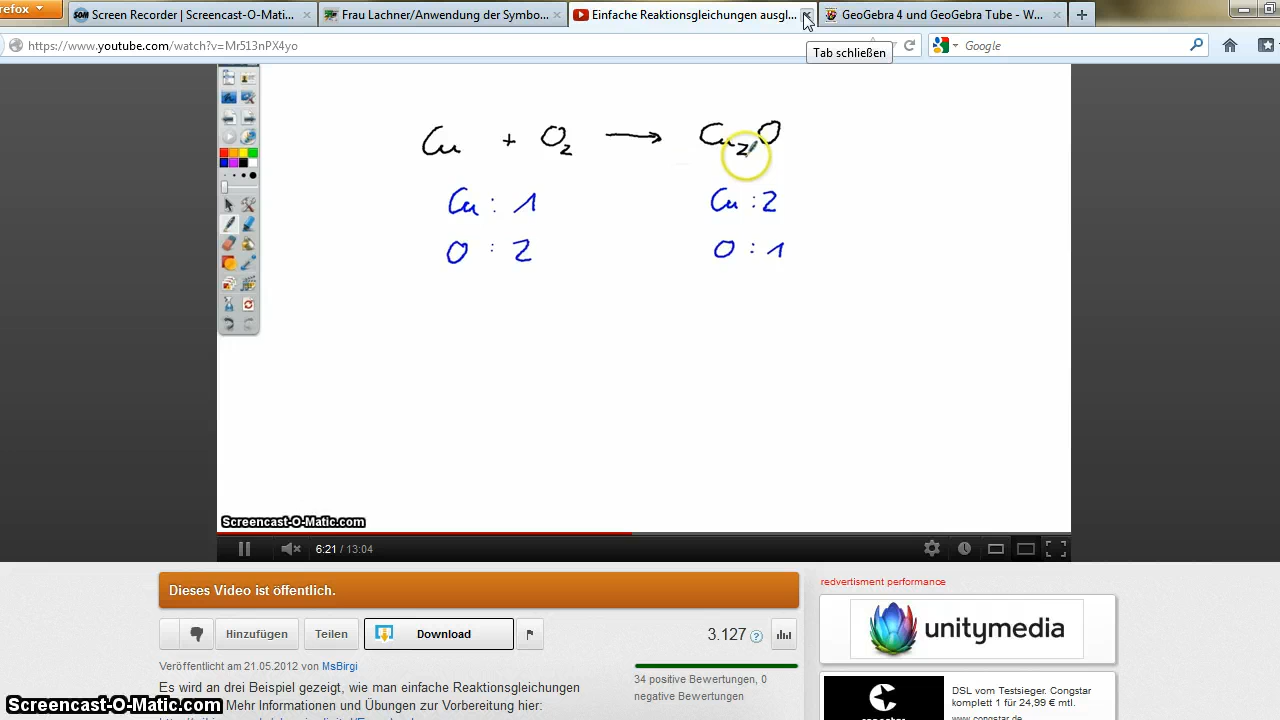 refox
Screen Recorder | Screencast-O-Mati...
Frau Lachner/Anwendung der Symbo...
Einfache Reaktionsgleichungen ausgl...
GeoGebra 4 und GeoGebra Tube - W...
https://www.youtube.com/watch?v=Mr313nPX4yo
Google
Tab schließen
Cu + O₂ → Cu₂O
Cu : 1
Cu : 2
O : 2
O : 1
Screencast-O-Matic.com
6:21 / 13:04
Dieses Video ist öffentlich.
redvertisment performance
Hinzufügen
Teilen
Download
3.127
unitymedia
Veröffentlicht am 21.05.2012 von MsBirgi
34 positive Bewertungen, 0
negative Bewertungen
Es wird an drei Beispiel gezeigt, wie man einfache Reaktionsgleichungen
Mehr Informationen und Übungen zur Vorbereitung hier:
DSL vom Testsieger. Congstar
komplett 1 für 24,99 € mtl.
www.congstar.de
congstar
Screencast-O-Matic.com